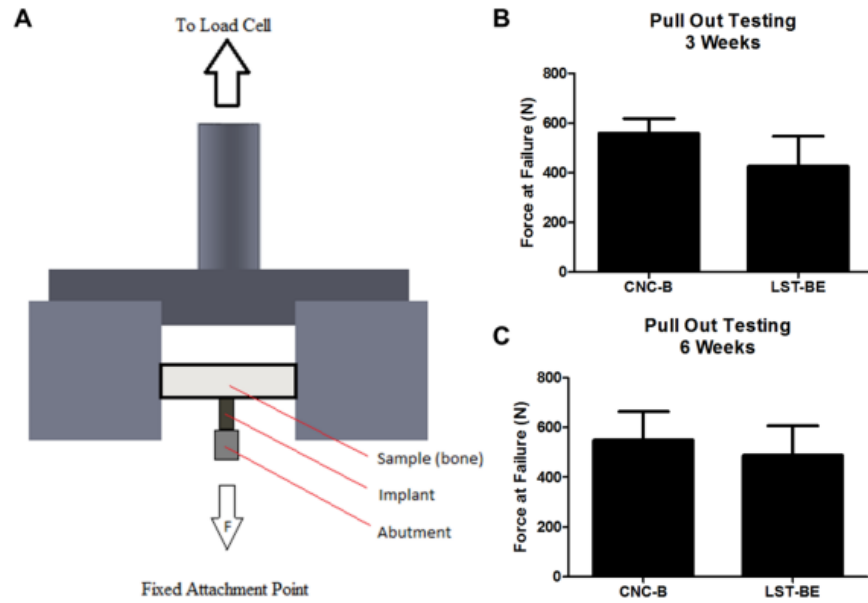 A
To Load Cell
Sample (bone)
Implant
Abutment
F
Fixed Attachment Point
B
Pull Out Testing
3 Weeks
Force at Failure (N)
800
600
400
200
0
CNC-B
LST-BE
C
Pull Out Testing
6 Weeks
Force at Failure (N)
800
600
400
200
0
CNC-B
LST-BE